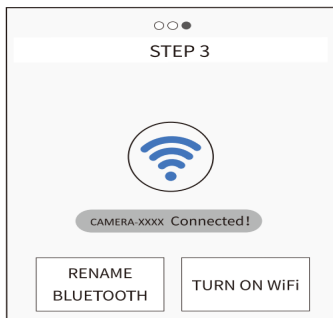 STEP 3
CAMERA-XXXX Connected!
RENAME
BLUETOOTH
TURN ON WiFi